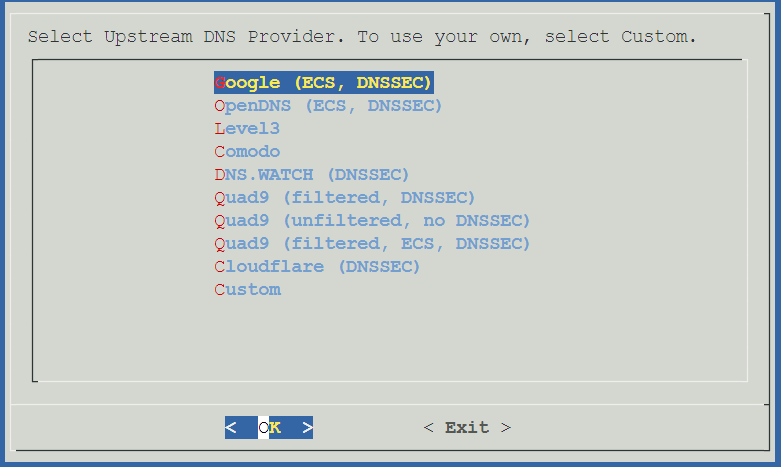 Select Upstream DNS Provider. To use your own, select Custom.
Google (ECS, DNSSEC)
OpenDNS (ECS, DNSSEC)
Level3
Comodo
DNS.WATCH (DNSSEC)
Quad9 (filtered, DNSSEC)
Quad9 (unfiltered, no DNSSEC)
Quad9 (filtered, ECS, DNSSEC)
Cloudflare (DNSSEC)
Custom
< OK > < Exit >